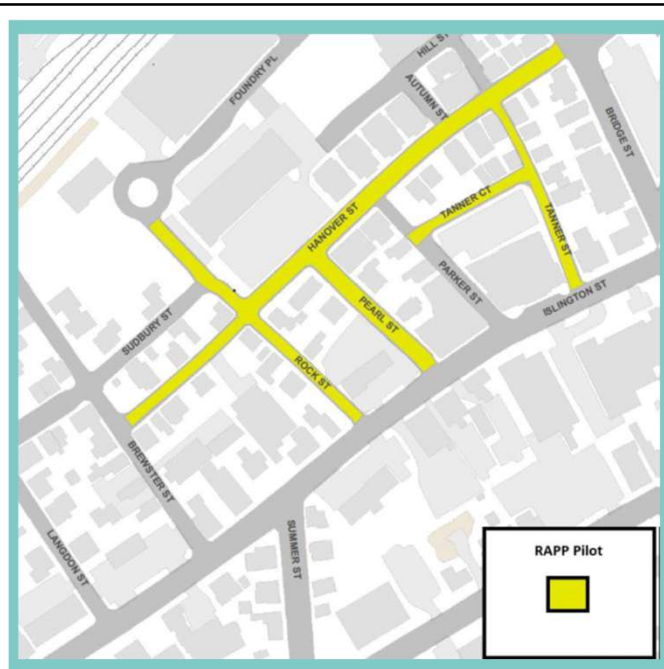 FOUNDRY PL
HILL ST
AUTUMN ST
BRIDGE ST
HANOVER ST
TANNER CT
TANNER ST
PARKER ST
ISLINGTON ST
SUDBURY ST
PEARL ST
ROCK ST
BREWSTER ST
LANGDON ST
SUMMER ST
RAPP Pilot